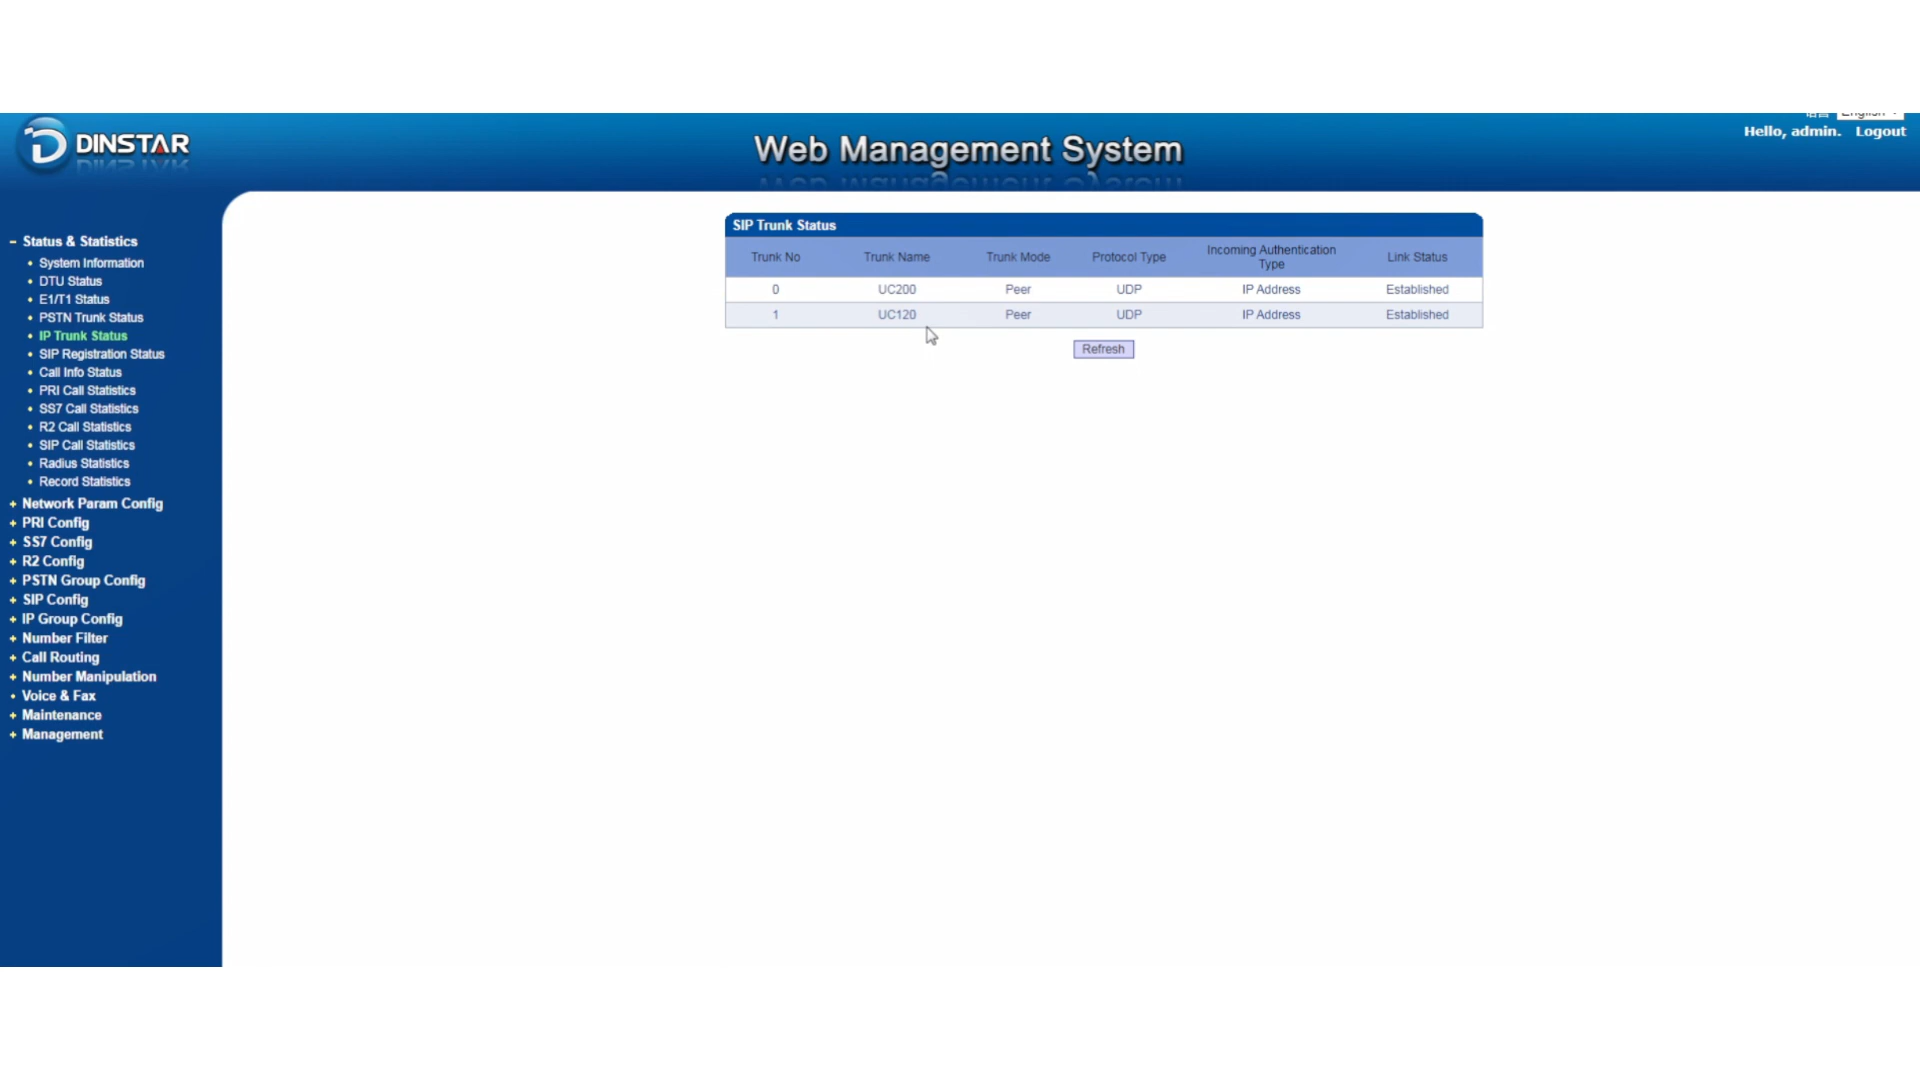 语言 English
Hello, admin. Logout
DINSTAR
Web Management System
Status & Statistics
System Information
DTU Status
E1/T1 Status
PSTN Trunk Status
IP Trunk Status
SIP Registration Status
Call Info Status
PRI Call Statistics
SS7 Call Statistics
R2 Call Statistics
SIP Call Statistics
Radius Statistics
Record Statistics
Network Param Config
PRI Config
SS7 Config
R2 Config
PSTN Group Config
SIP Config
IP Group Config
Number Filter
Call Routing
Number Manipulation
Voice & Fax
Maintenance
Management
SIP Trunk Status
Trunk No Trunk Name Trunk Mode Protocol Type Incoming Authentication Type Link Status
0 UC200 Peer UDP IP Address Established
1 UC120 Peer UDP IP Address Established
Refresh